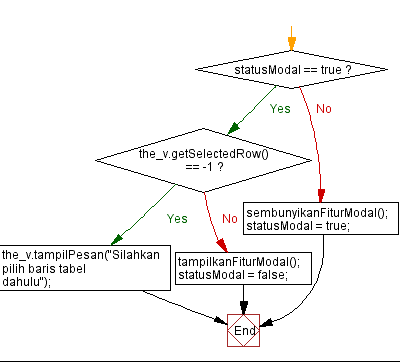 statusModal == true ?
Yes
No
the_v.getSelectedRow()
== -1 ?
Yes
No
sembunyikanFiturModal();
statusModal = true;
the_v.tampilPesan("Silahkan
pilih baris tabel
dahulu");
tampilkanFiturModal();
statusModal = false;
End